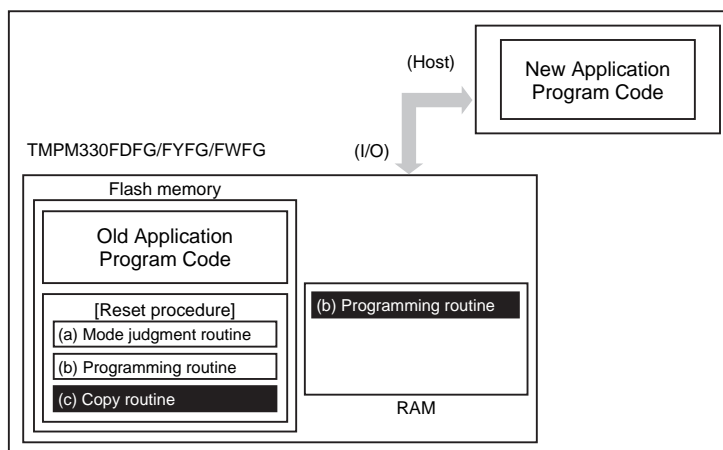 (Host)
New Application
Program Code
TMPM330FDFG/FYFG/FWFG
(I/O)
Flash memory
Old Application
Program Code
[Reset procedure]
(a) Mode judgment routine
(b) Programming routine
(c) Copy routine
(b) Programming routine
RAM